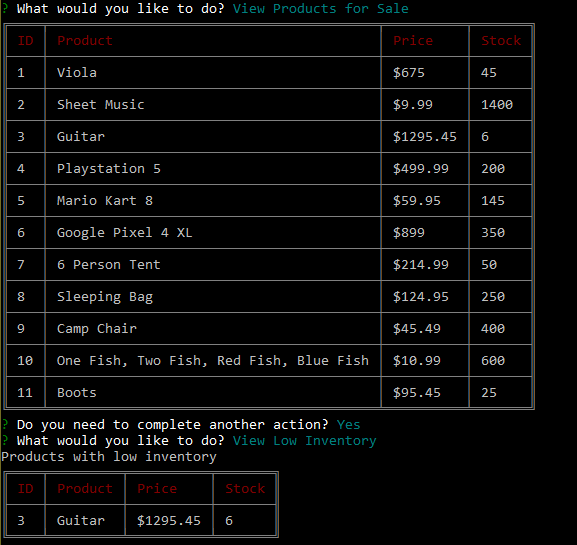 ? What would you like to do? View Products for Sale
ID Product Price Stock
1 Viola $675 45
2 Sheet Music $9.99 1400
3 Guitar $1295.45 6
4 Playstation 5 $499.99 200
5 Mario Kart 8 $59.95 145
6 Google Pixel 4 XL $899 350
7 6 Person Tent $214.99 50
8 Sleeping Bag $124.95 250
9 Camp Chair $45.49 400
10 One Fish, Two Fish, Red Fish, Blue Fish $10.99 600
11 Boots $95.45 25
? Do you need to complete another action? Yes
? What would you like to do? View Low Inventory
Products with low inventory
ID Product Price Stock
3 Guitar $1295.45 6